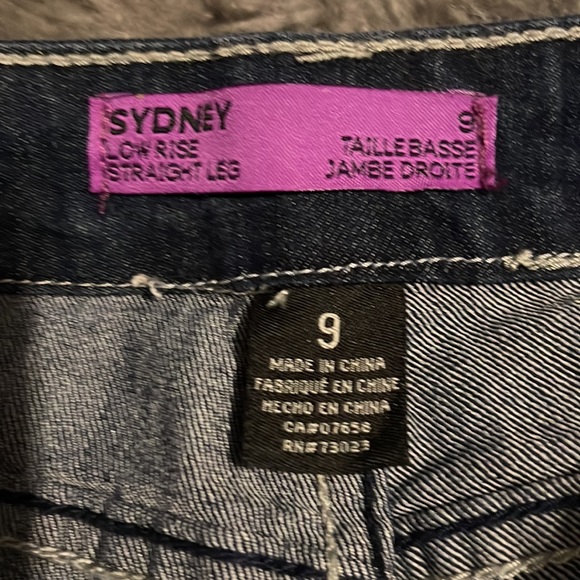 SYDNEY 9
LOW RISE TAILLE BASSE
STRAIGHT LEG JAMBE DROITE
9
MADE IN CHINA
FABRIQUÉ EN CHINE
HECHO EN CHINA
CA#07658
RN#73023